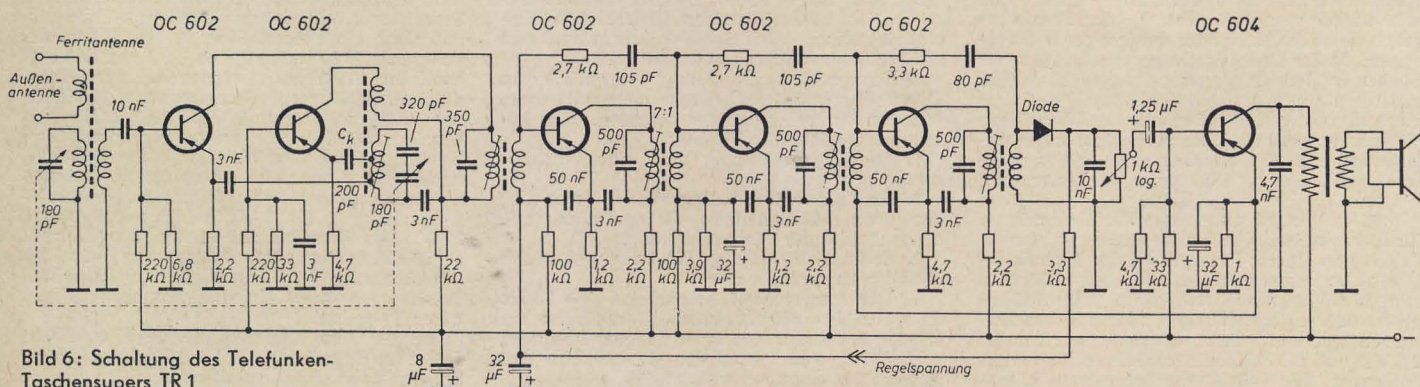 OC 602
OC 602
OC 602
OC 602
OC 602
OC 604
Ferritantenne
Außen-
antenne
10 nF
3 nF
Ck
200
pF
320 pF
350
pF
180
pF
3 nF
2,7 kΩ
105 pF
2,7 kΩ
105 pF
3,3 kΩ
80 pF
7:1
500
pF
500
pF
500
pF
50 nF
3 nF
50 nF
3 nF
50 nF
3 nF
Diode
10
nF
1 kΩ
log.
1,25 µF
+
4,7
nF
180
pF
220
kΩ
6,8
kΩ
2,2
kΩ
220
kΩ
33
kΩ
3
nF
4,7
kΩ
22
kΩ
100
kΩ
1,2
kΩ
2,2
kΩ
100
kΩ
3,9
kΩ
32
µF
+
1,2
kΩ
2,2
kΩ
4,7
kΩ
2,2
kΩ
3,3
kΩ
4,7
kΩ
33
kΩ
32
µF
+
1
kΩ
8
µF
+
32
µF
+
Regelspannung
−
Bild 6: Schaltung des Telefunken-
Taschensupers TR 1